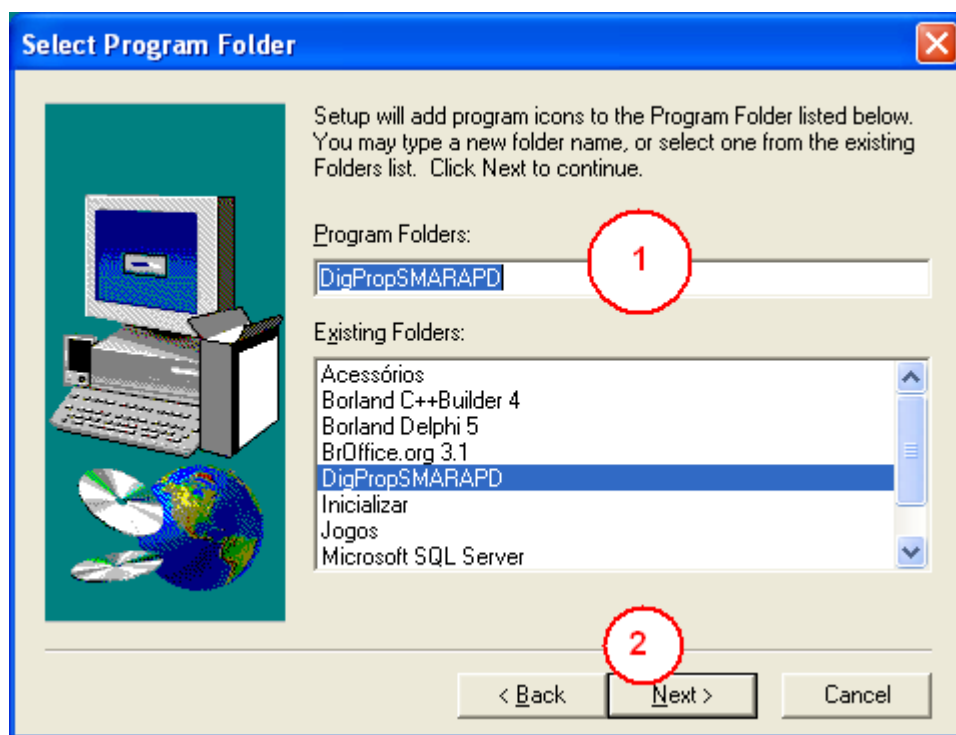 Select Program Folder
Setup will add program icons to the Program Folder listed below.
You may type a new folder name, or select one from the existing
Folders list.  Click Next to continue.
Program Folders:
1
DigPropSMARAPD
Existing Folders:
Acessórios
Borland C++Builder 4
Borland Delphi 5
BrOffice.org 3.1
DigPropSMARAPD
Inicializar
Jogos
Microsoft SQL Server
2
< Back
Next >
Cancel